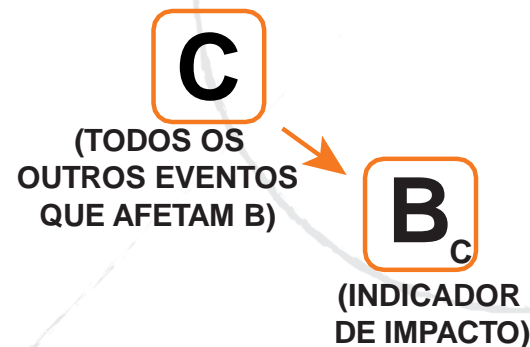 C
(TODOS OS
OUTROS EVENTOS
QUE AFETAM B)
B
C
(INDICADOR
DE IMPACTO)